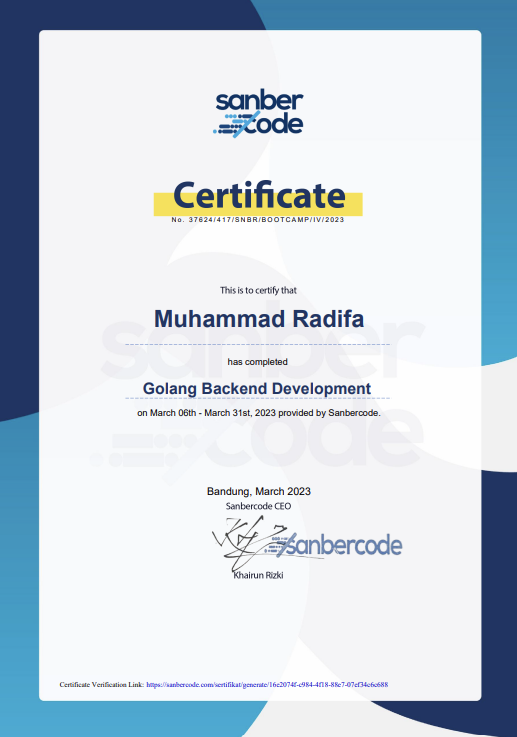 sanber
code
Certificate
No. 37624/417/SNBR/BOOTCAMP/IV/2023
This is to certify that
Muhammad Radifa
has completed
Golang Backend Development
on March 06th - March 31st, 2023 provided by Sanbercode.
sanber
code
Bandung, March 2023
Sanbercode CEO
sanbercode
Khairun Rizki
Certificate Verification Link: https://sanbercode.com/sertifikat/generate/16e2074f-c984-4f18-88e7-07ef34c6c688